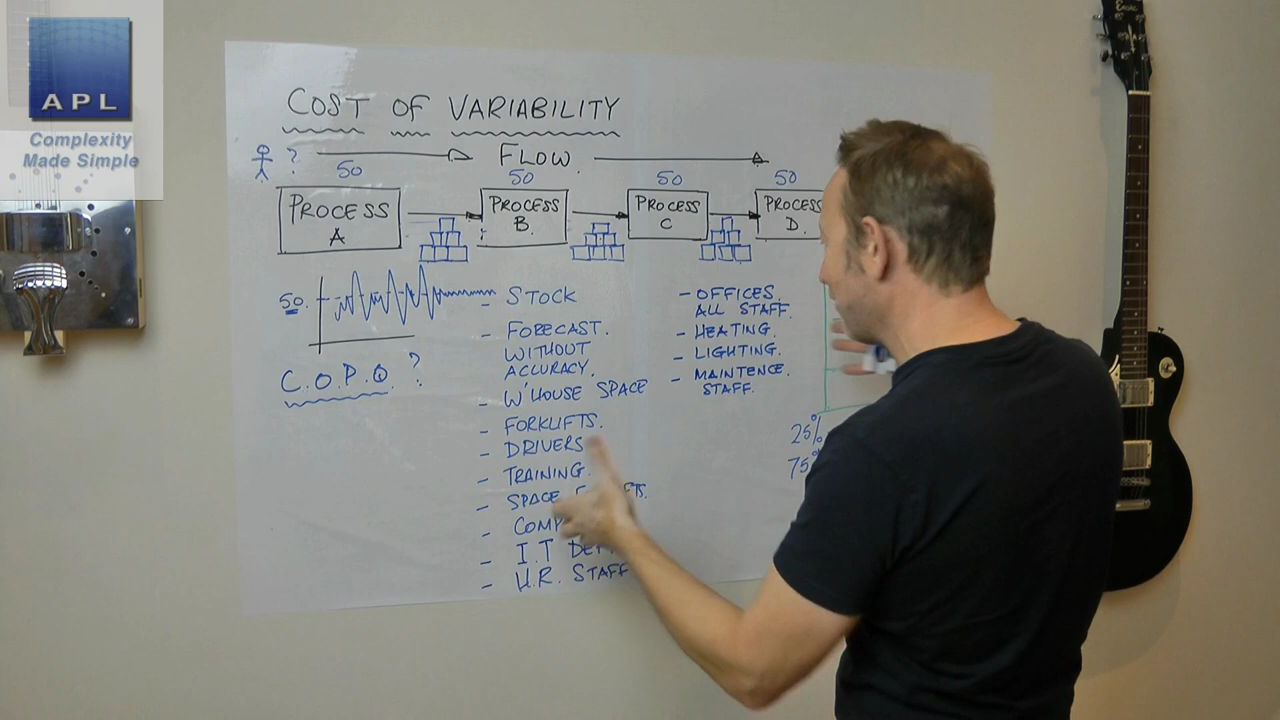 APL
Complexity
Made Simple
COST OF VARIABILITY
? FLOW.
50 50 50 50
PROCESS
A
PROCESS
B.
PROCESS
C
PROCESS
D.
50.
C.O.P.Q. ?
- STOCK
- FORECAST.
WITHOUT
ACCURACY.
- W'HOUSE SPACE
- FORKLIFTS.
- DRIVERS
- TRAINING.
- SPACE
- I.T
- H.R. STAFF
- OFFICES.
ALL STAFF.
- HEATING.
- LIGHTING.
- MAINTENCE.
STAFF.
25%
75%